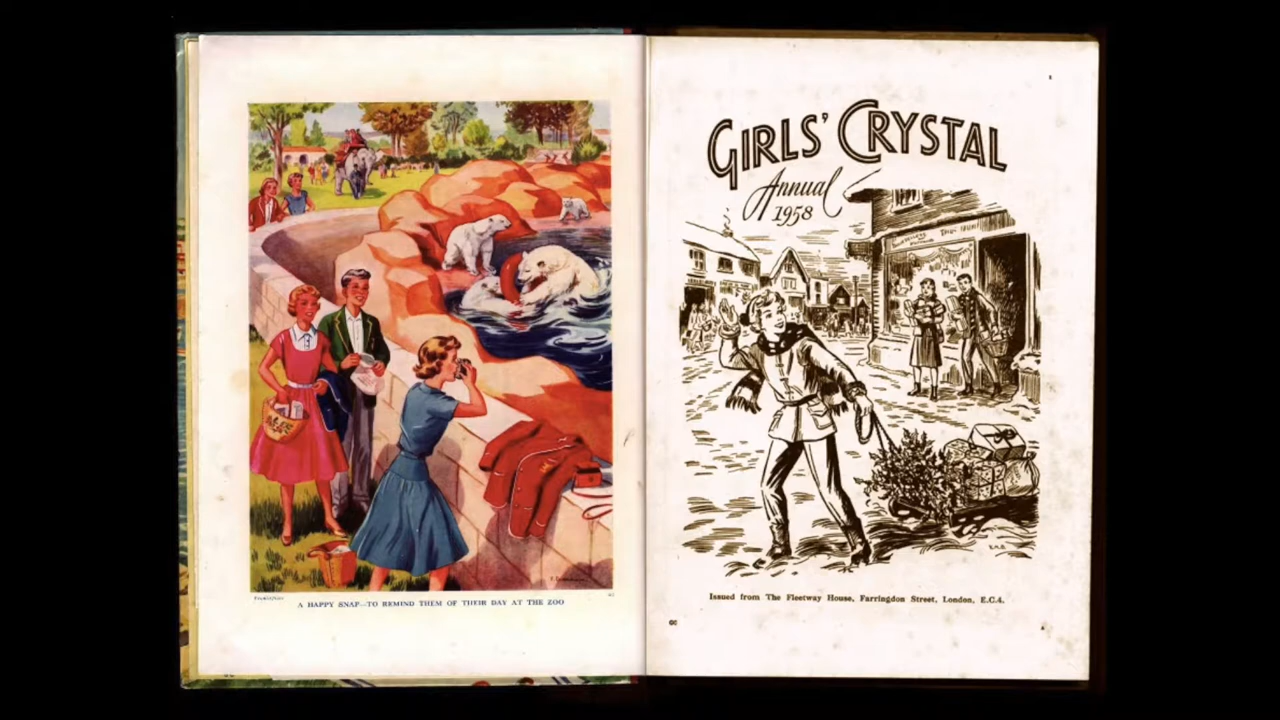 A HAPPY SNAP—TO REMIND THEM OF THEIR DAY AT THE ZOO
GIRLS' CRYSTAL
Annual
1958
Issued from The Fleetway House, Farringdon Street, London, E.C.4.